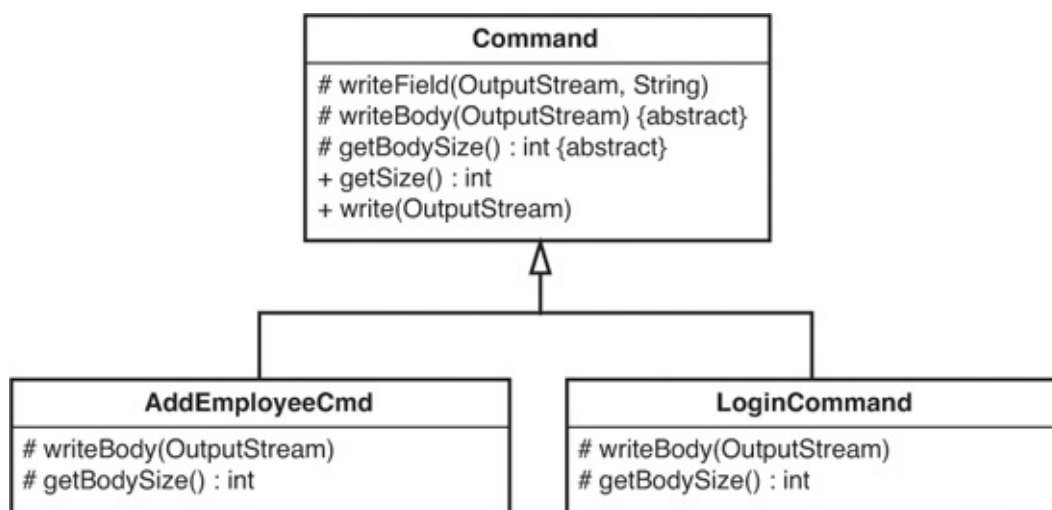 Command
# writeField(OutputStream, String)
# writeBody(OutputStream) {abstract}
# getBodySize() : int {abstract}
+ getSize() : int
+ write(OutputStream)
AddEmployeeCmd
# writeBody(OutputStream)
# getBodySize() : int
LoginCommand
# writeBody(OutputStream)
# getBodySize() : int